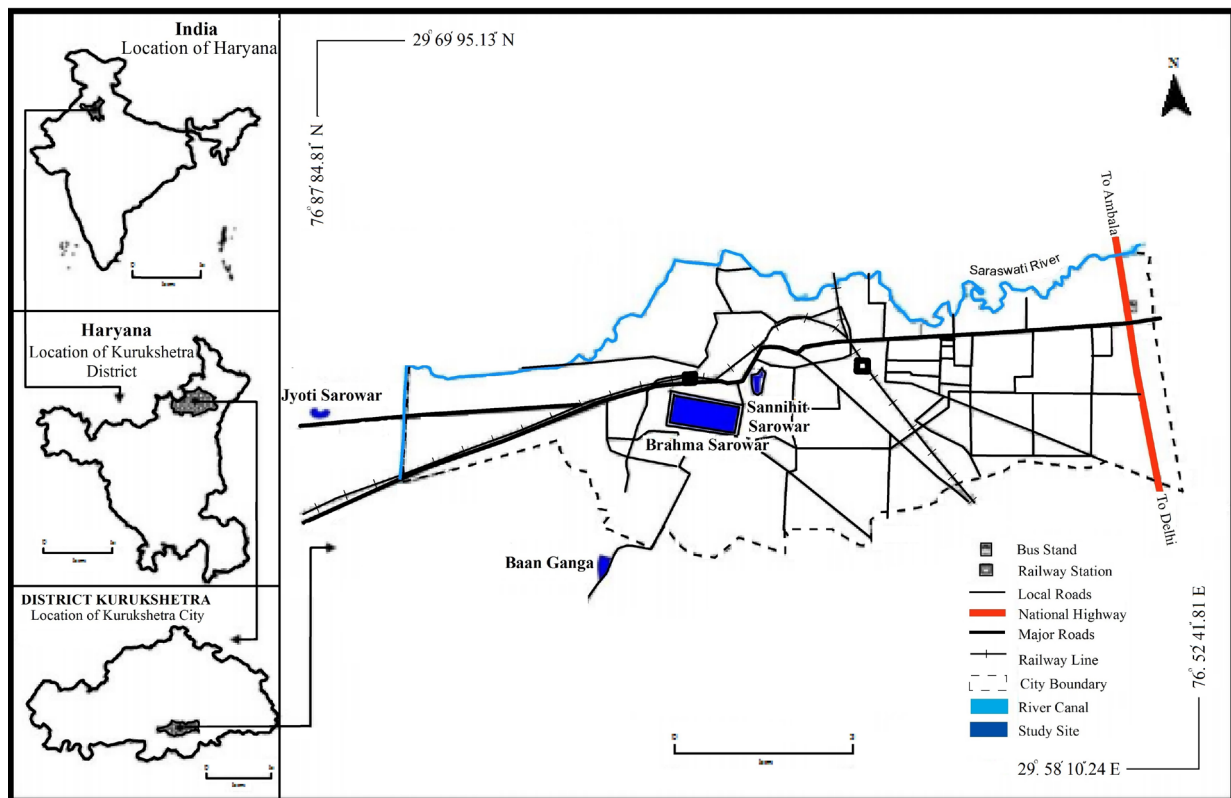 India
Location of Haryana
Haryana
Location of Kurukshetra
District
DISTRICT KURUKSHETRA
Location of Kurukshetra City
29° 69' 95.13" N
76° 87' 84.81" N
N
To Ambala
Saraswati River
Jyoti Sarowar
Sannihit
Sarowar
Brahma Sarowar
Baan Ganga
To Delhi
Bus Stand
Railway Station
Local Roads
National Highway
Major Roads
Railway Line
City Boundary
River Canal
Study Site
0 3
km
76°. 52' 41.81" E
29°. 58' 10.24" E